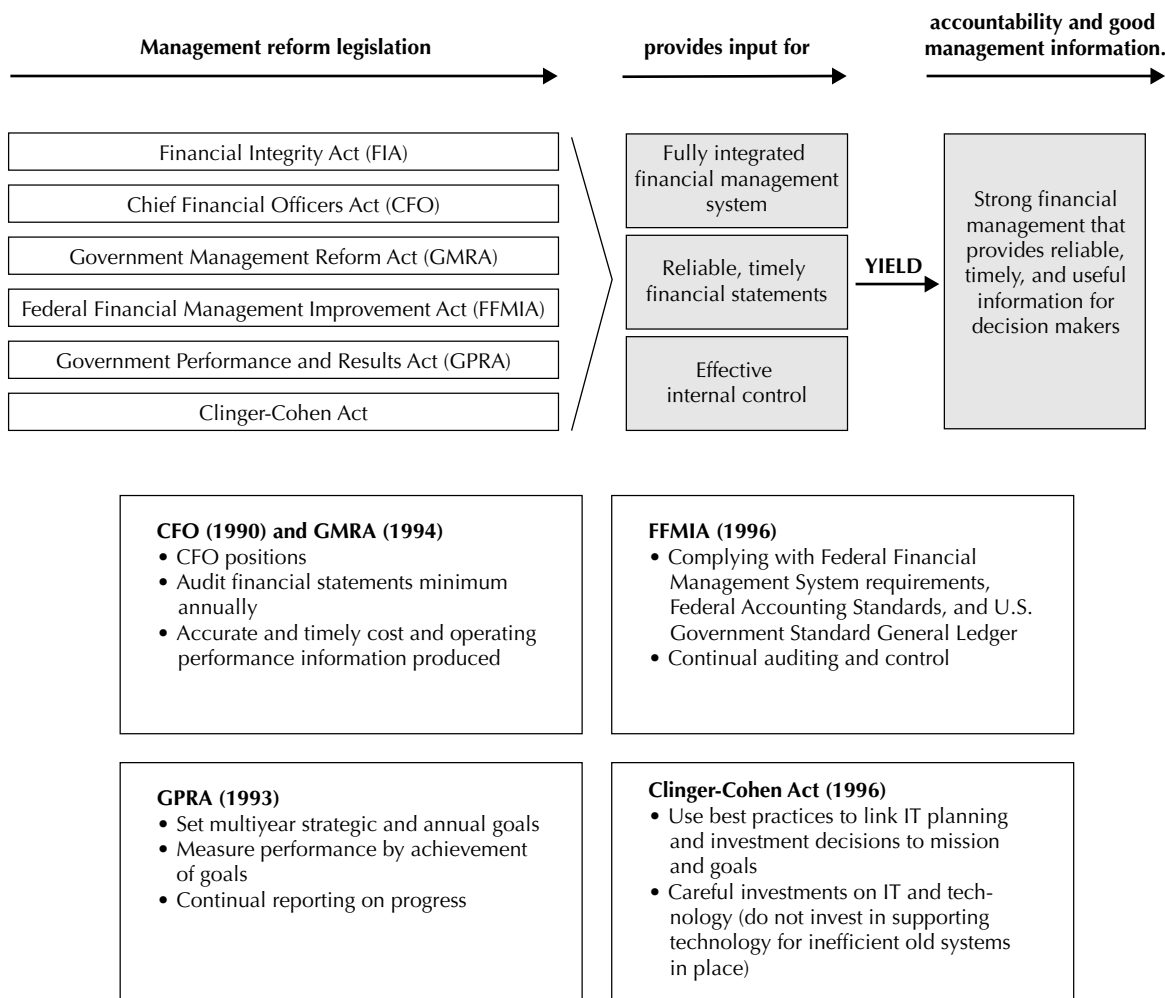 Management reform legislation
provides input for
accountability and good
management information.
Financial Integrity Act (FIA)
Chief Financial Officers Act (CFO)
Government Management Reform Act (GMRA)
Federal Financial Management Improvement Act (FFMIA)
Government Performance and Results Act (GPRA)
Clinger-Cohen Act
Fully integrated
financial management
system
Reliable, timely
financial statements
Effective
internal control
YIELD
Strong financial
management that
provides reliable,
timely, and useful
information for
decision makers
CFO (1990) and GMRA (1994)
• CFO positions
• Audit financial statements minimum
annually
• Accurate and timely cost and operating
performance information produced
FFMIA (1996)
• Complying with Federal Financial
Management System requirements,
Federal Accounting Standards, and U.S.
Government Standard General Ledger
• Continual auditing and control
GPRA (1993)
• Set multiyear strategic and annual goals
• Measure performance by achievement
of goals
• Continual reporting on progress
Clinger-Cohen Act (1996)
• Use best practices to link IT planning
and investment decisions to mission
and goals
• Careful investments on IT and tech-
nology (do not invest in supporting
technology for inefficient old systems
in place)